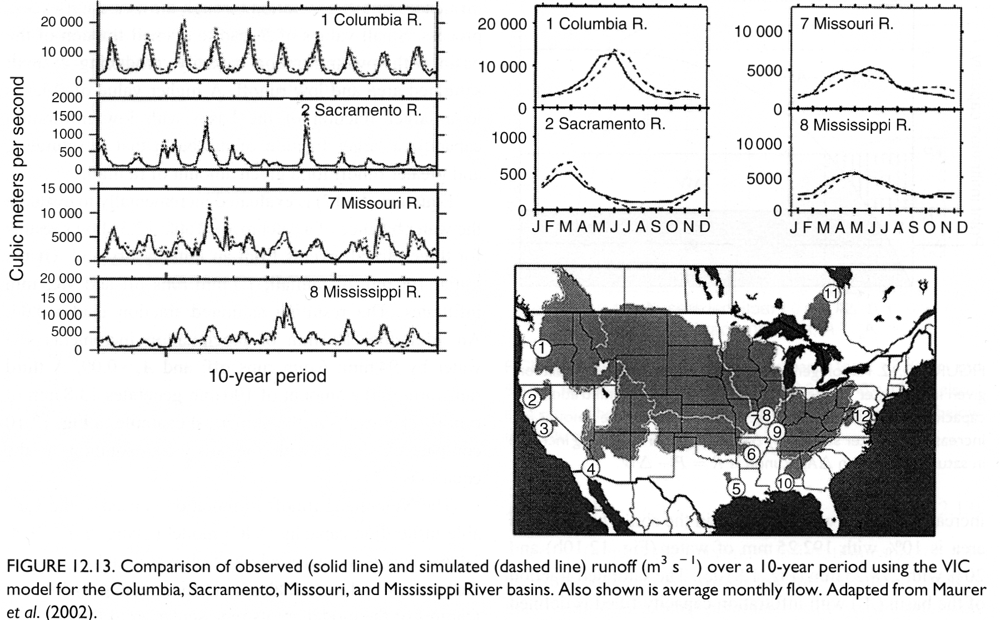 Cubic meters per second
1 Columbia R.
20 000
10 000
0
2 Sacramento R.
2000
1500
1000
500
0
7 Missouri R.
15 000
10 000
5000
0
8 Mississippi R.
20 000
15 000
10 000
5000
0
10-year period
1 Columbia R.
20 000
10 000
0
2 Sacramento R.
1000
500
0
J F M A M J J A S O N D
7 Missouri R.
10 000
5000
0
8 Mississippi R.
10 000
5000
0
J F M A M J J A S O N D
11
1
2
3
4
5
6
7
8
9
10
12
FIGURE 12.13. Comparison of observed (solid line) and simulated (dashed line) runoff (m³ s⁻¹) over a 10-year period using the VIC
model for the Columbia, Sacramento, Missouri, and Mississippi River basins. Also shown is average monthly flow. Adapted from Maurer
et al. (2002).